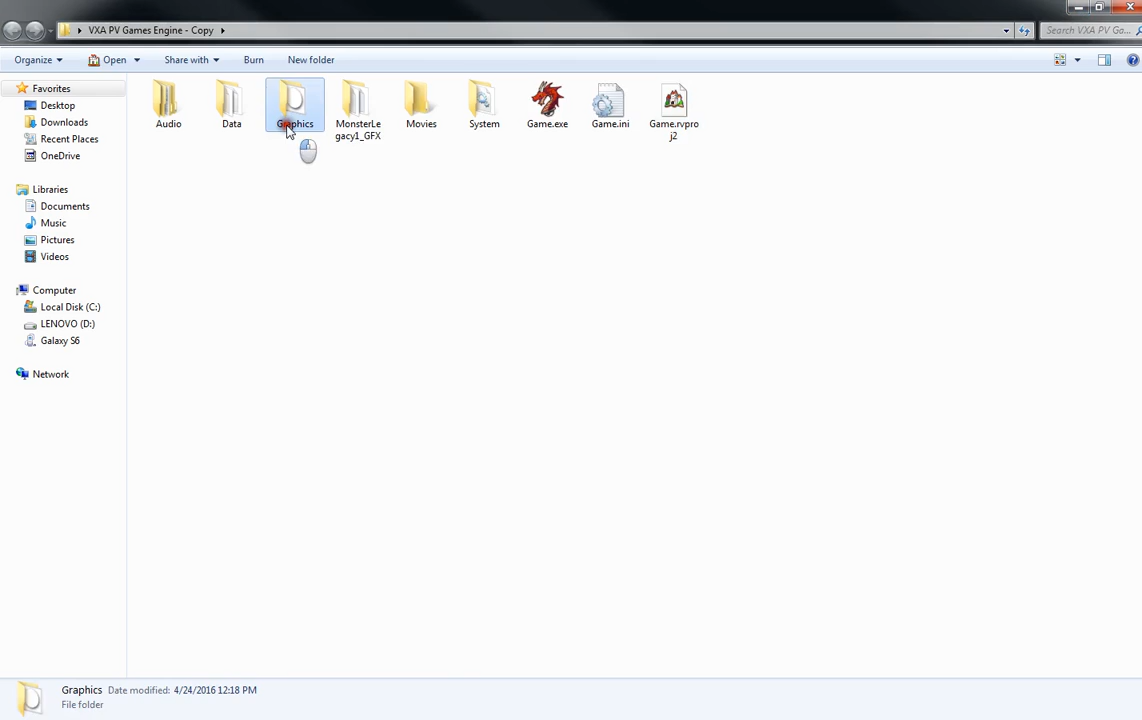 VXA PV Games Engine - Copy
Search VXA PV Ga...
Organize
Open
Share with
Burn
New folder
Favorites
Desktop
Downloads
Recent Places
OneDrive
Libraries
Documents
Music
Pictures
Videos
Computer
Local Disk (C:)
LENOVO (D:)
Galaxy S6
Network
Audio
Data
Graphics
MonsterLe
gacy1_GFX
Movies
System
Game.exe
Game.ini
Game.rvpro
j2
Graphics
Date modified: 4/24/2016 12:18 PM
File folder